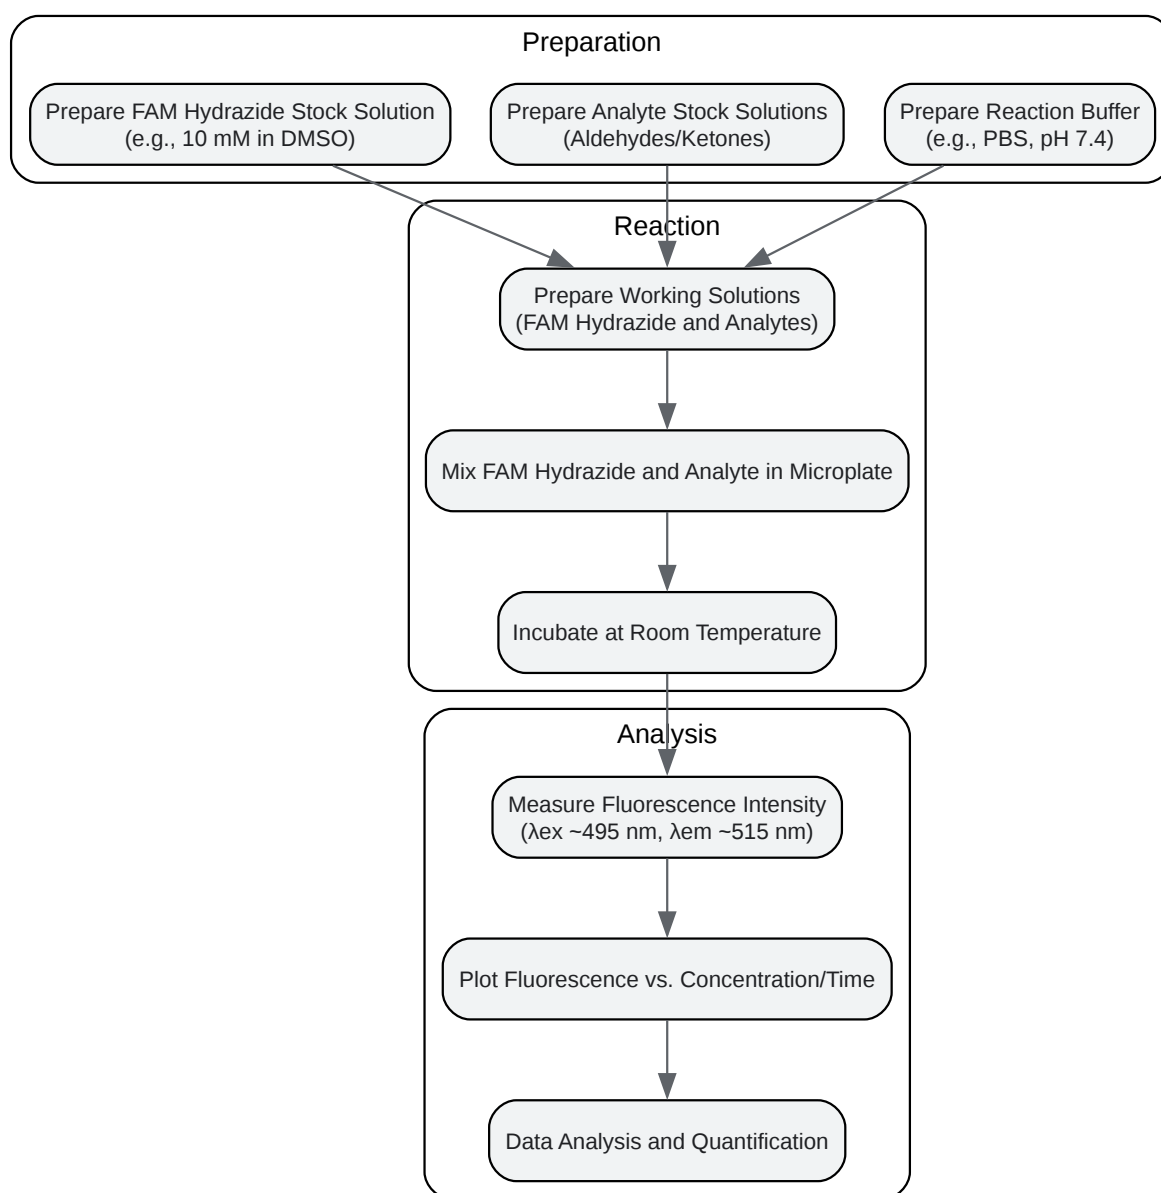 Preparation
Prepare FAM Hydrazide Stock Solution
(e.g., 10 mM in DMSO)
Prepare Analyte Stock Solutions
(Aldehydes/Ketones)
Prepare Reaction Buffer
(e.g., PBS, pH 7.4)
Reaction
Prepare Working Solutions
(FAM Hydrazide and Analytes)
Mix FAM Hydrazide and Analyte in Microplate
Incubate at Room Temperature
Analysis
Measure Fluorescence Intensity
(λex ~495 nm, λem ~515 nm)
Plot Fluorescence vs. Concentration/Time
Data Analysis and Quantification